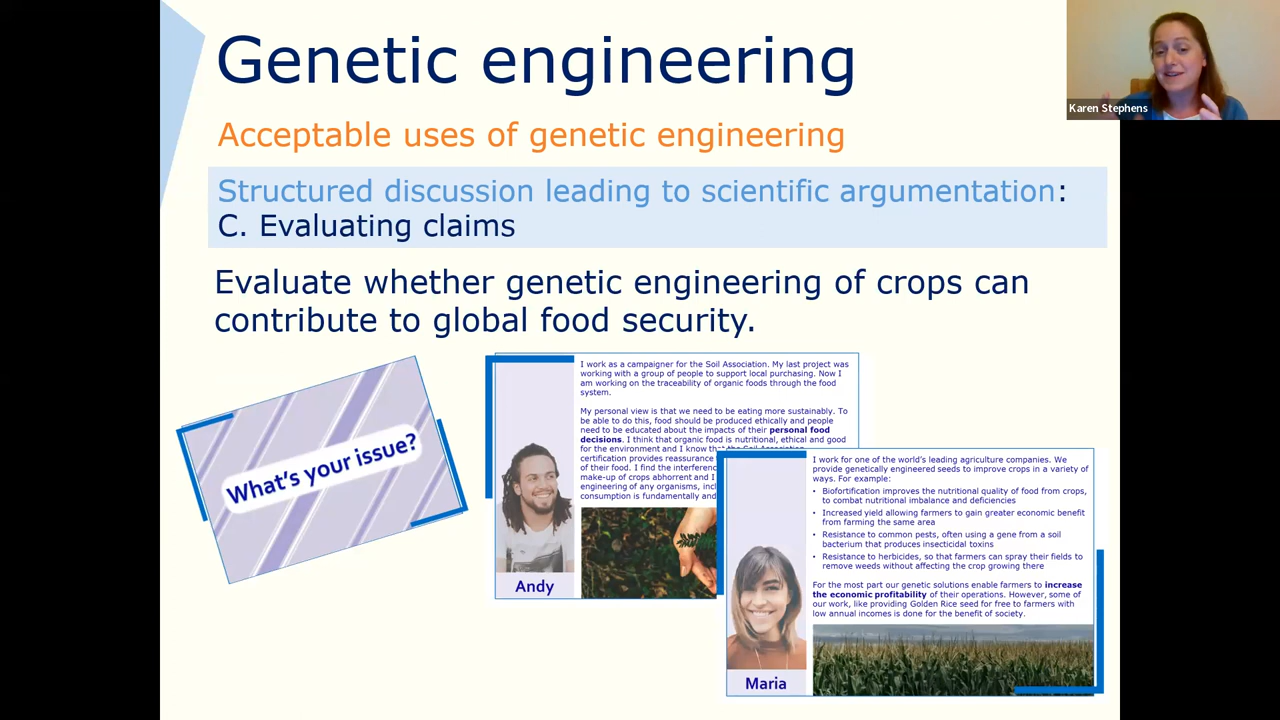 Genetic engineering
Karen Stephens
Acceptable uses of genetic engineering
Structured discussion leading to scientific argumentation:
C. Evaluating claims
Evaluate whether genetic engineering of crops can
contribute to global food security.
What's your issue?
I work as a campaigner for the Soil Association. My last project was
working with a group of people to support local purchasing. Now I
am working on the traceability of organic foods through the food
system.
My personal view is that we need to be eating more sustainably. To
be able to do this, food should be produced ethically and people
need to be educated about the impacts of their personal food
decisions. I think that organic food is nutritional, ethical and good
for the environment and I know that the Soil Association
certification provides reassurance
of their food. I find the interferenc
make-up of crops abhorrent and I
engineering of any organisms, incl
consumption is fundamentally and
Andy
I work for one of the world's leading agriculture companies. We
provide genetically engineered seeds to improve crops in a variety of
ways. For example:
• Biofortification improves the nutritional quality of food from crops,
to combat nutritional imbalance and deficiencies
• Increased yield allowing farmers to gain greater economic benefit
from farming the same area
• Resistance to common pests, often using a gene from a soil
bacterium that produces insecticidal toxins
• Resistance to herbicides, so that farmers can spray their fields to
remove weeds without affecting the crop growing there
For the most part our genetic solutions enable farmers to increase
the economic profitability of their operations. However, some of
our work, like providing Golden Rice seed for free to farmers with
low annual incomes is done for the benefit of society.
Maria